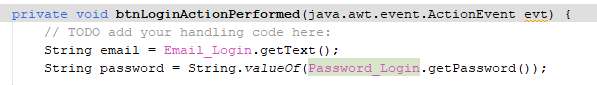 private void btnLoginActionPerformed(java.awt.event.ActionEvent evt) {
// TODO add your handling code here:
String email = Email_Login.getText();
String password = String.valueOf(Password_Login.getPassword());